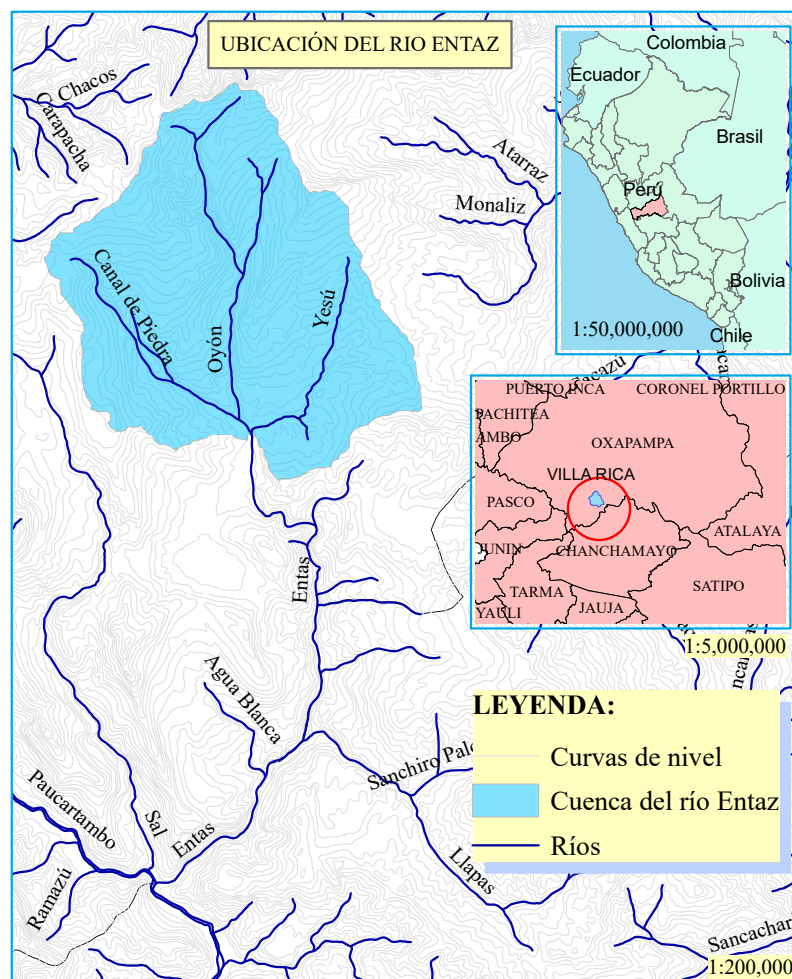 UBICACIÓN DEL RIO ENTAZ
Chacos
Carapacha
Atarraz
Monaliz
Canal de Piedra
Oyón
Yesú
Entas
Agua Blanca
Sanchiro Palo
Llapas
Paucartambo
Sal
Entas
Ramazú
Sancachar
Colombia
Ecuador
Brasil
Perú
Bolivia
Chile
1:50,000,000
PUERTO INCA
CORONEL PORTILLO
PACHITEA
AMBO
OXAPAMPA
VILLA RICA
PASCO
ATALAYA
JUNIN
CHANCHAMAYO
SATIPO
TARMA
JAUJA
YAULI
1:5,000,000
LEYENDA:
Curvas de nivel
Cuenca del río Entaz
Ríos
1:200,000